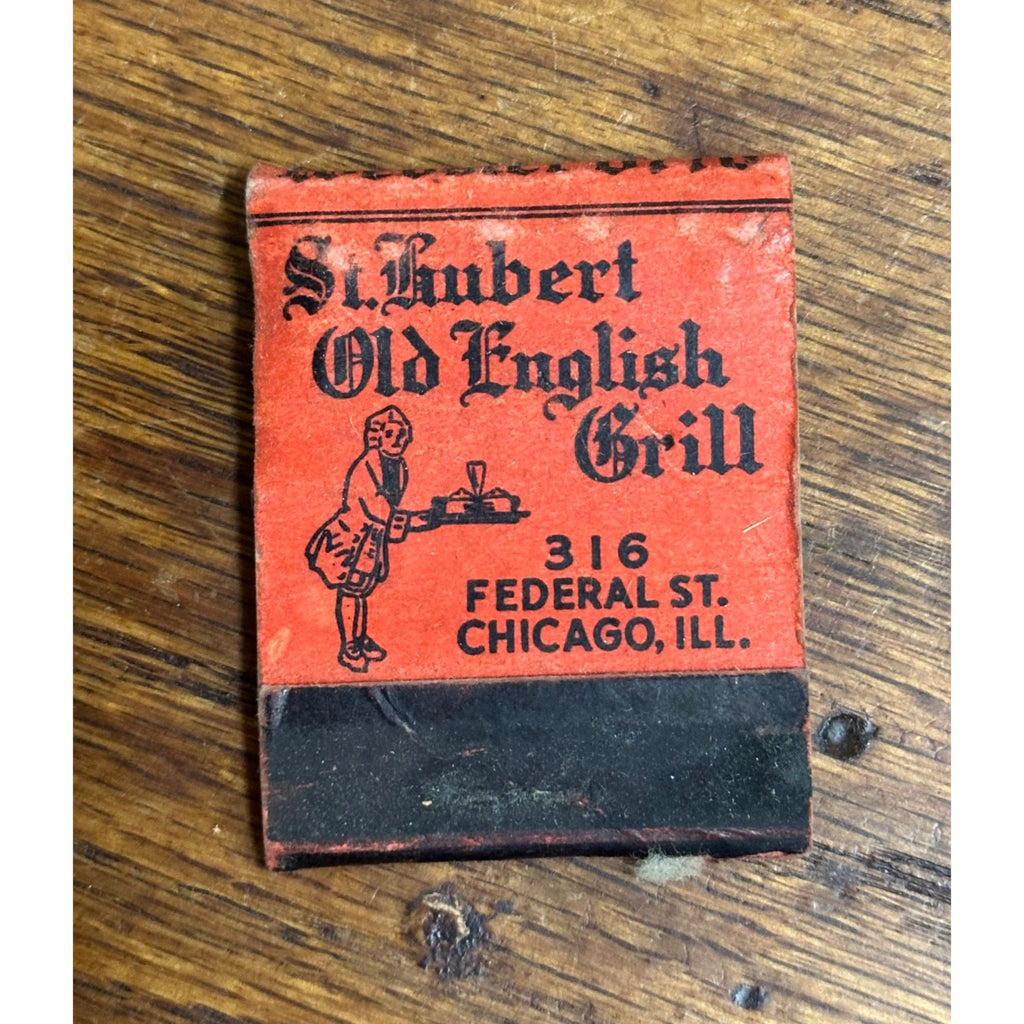 St. Hubert
Old English
Grill
316
FEDERAL ST.
CHICAGO, ILL.